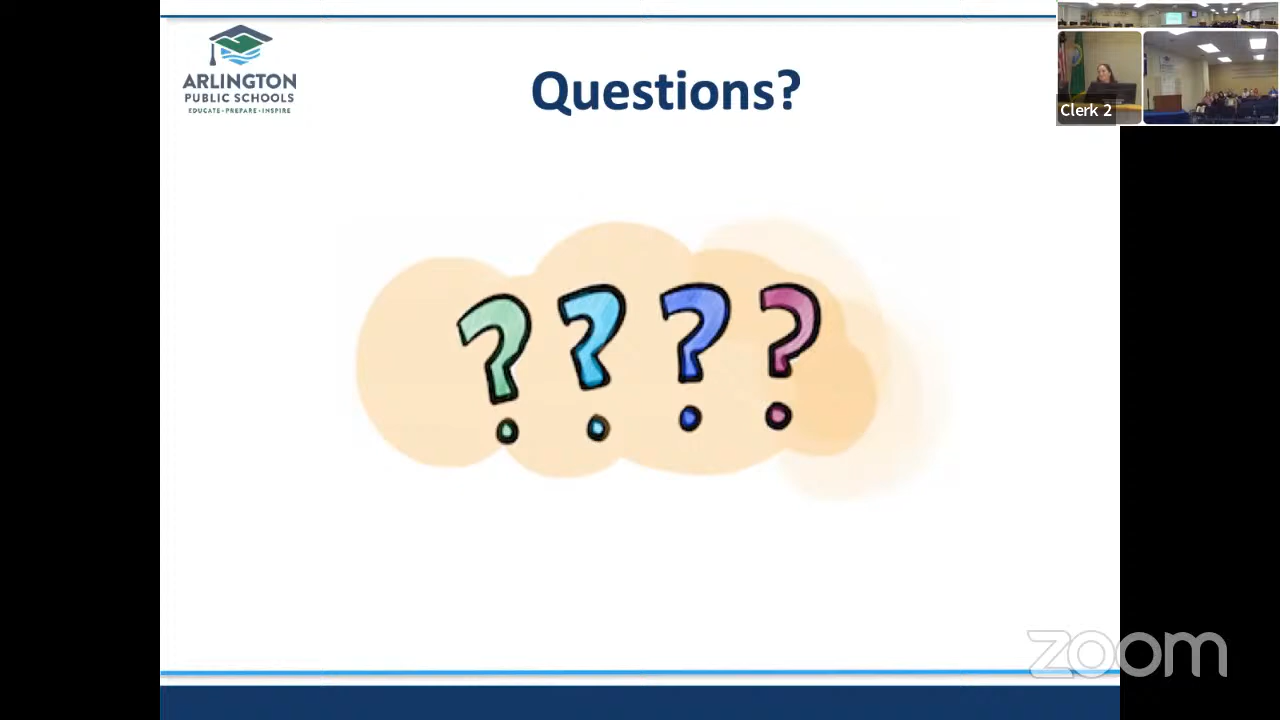 ARLINGTON
PUBLIC SCHOOLS
EDUCATE • PREPARE • INSPIRE
Questions?
Clerk 2
? ? ? ?
zoom